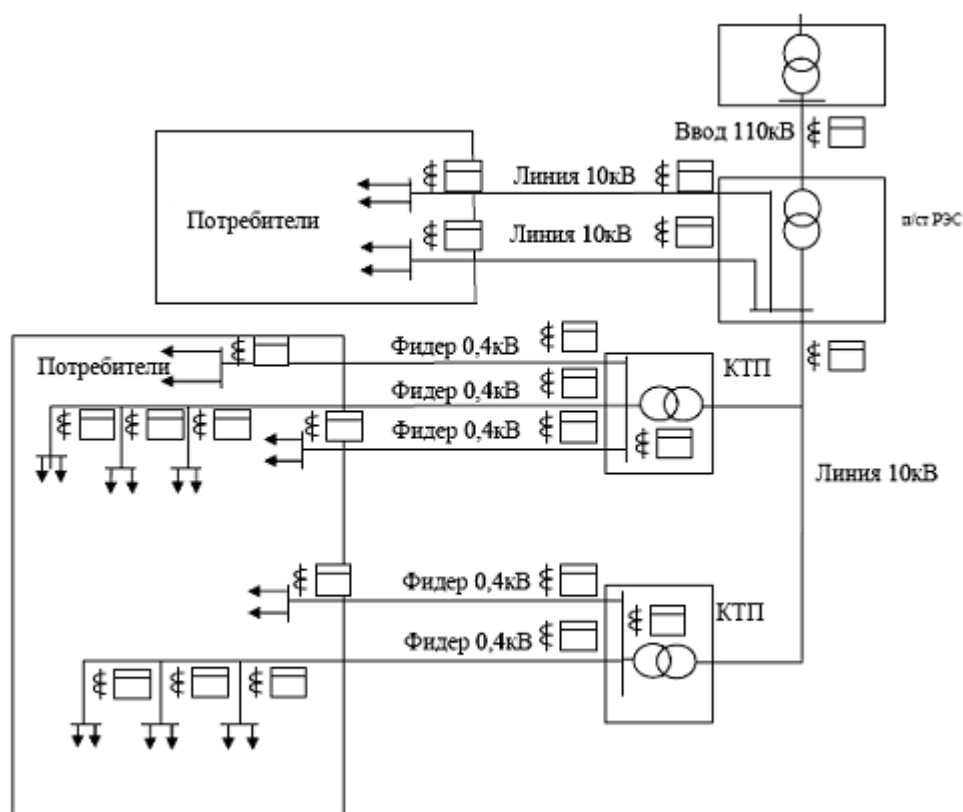 Ввод 110кВ
Линия 10кВ
п/ст РЭС
Потребители
Линия 10кВ
Фидер 0,4кВ
Потребители
КТП
Фидер 0,4кВ
Фидер 0,4кВ
Линия 10кВ
Фидер 0,4кВ
КТП
Фидер 0,4кВ